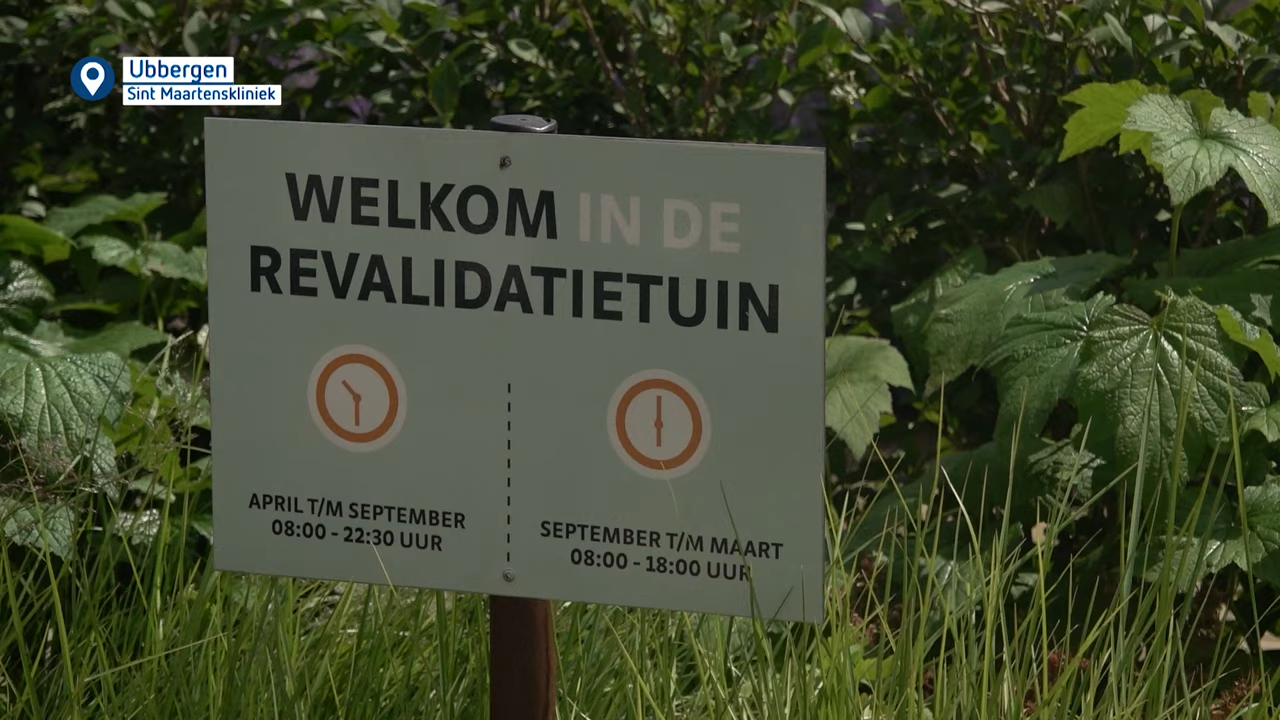 Ubbergen
Sint Maartenskliniek
WELKOM IN DE
REVALIDATIETUIN
APRIL T/M SEPTEMBER
08:00 - 22:30 UUR
SEPTEMBER T/M MAART
08:00 - 18:00 UUR